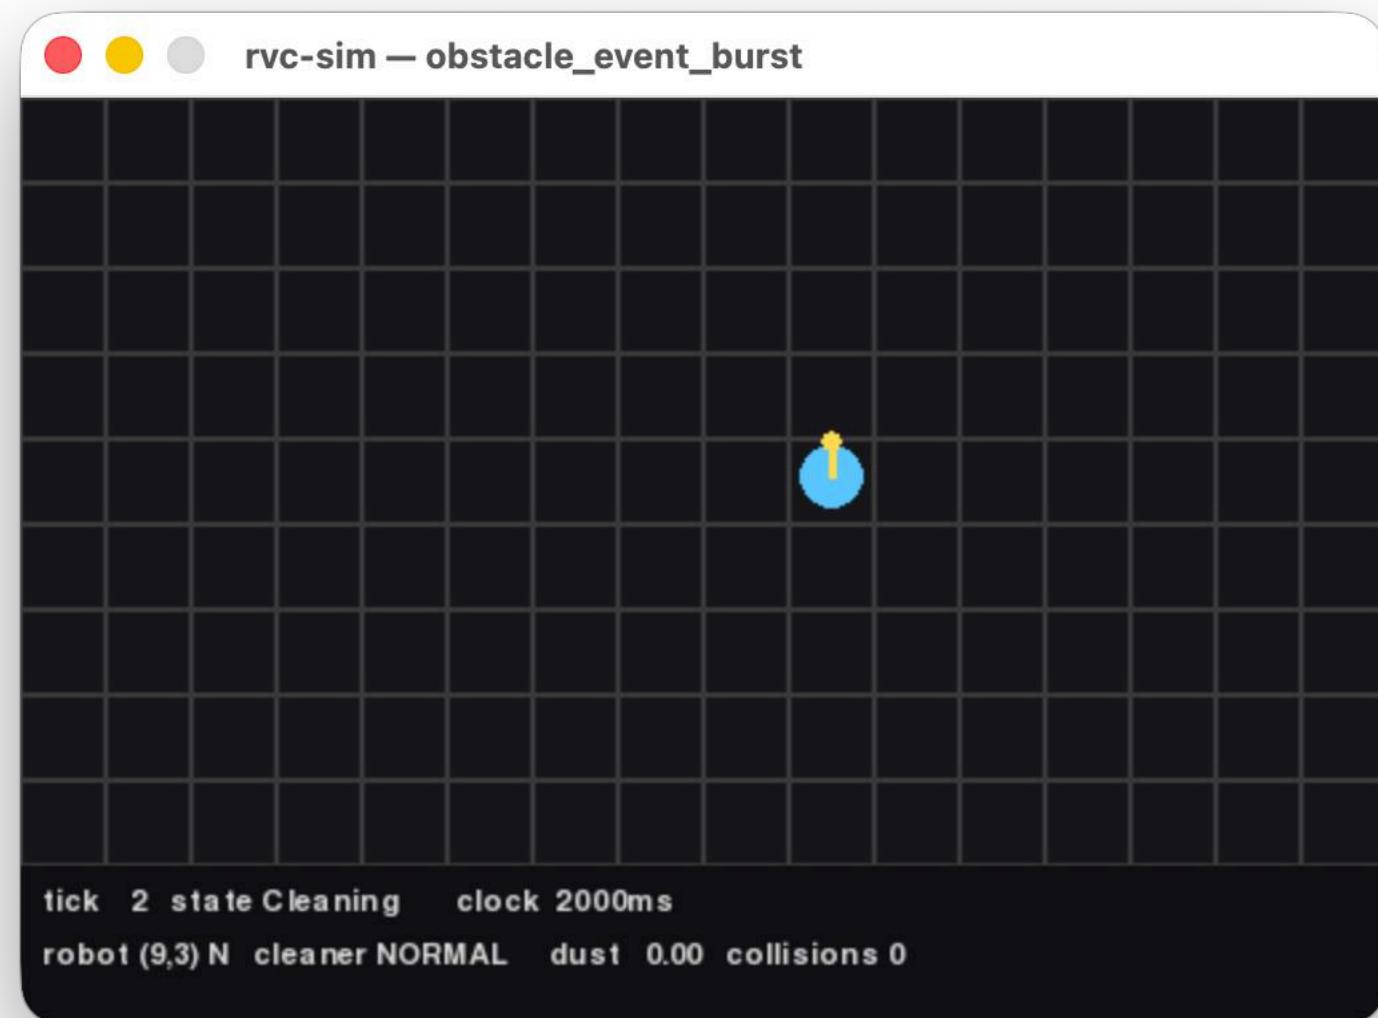 rvc-sim — obstacle_event_burst
tick 2 state Cleaning clock 2000ms
robot (9,3) N cleaner NORMAL dust 0.00 collisions 0